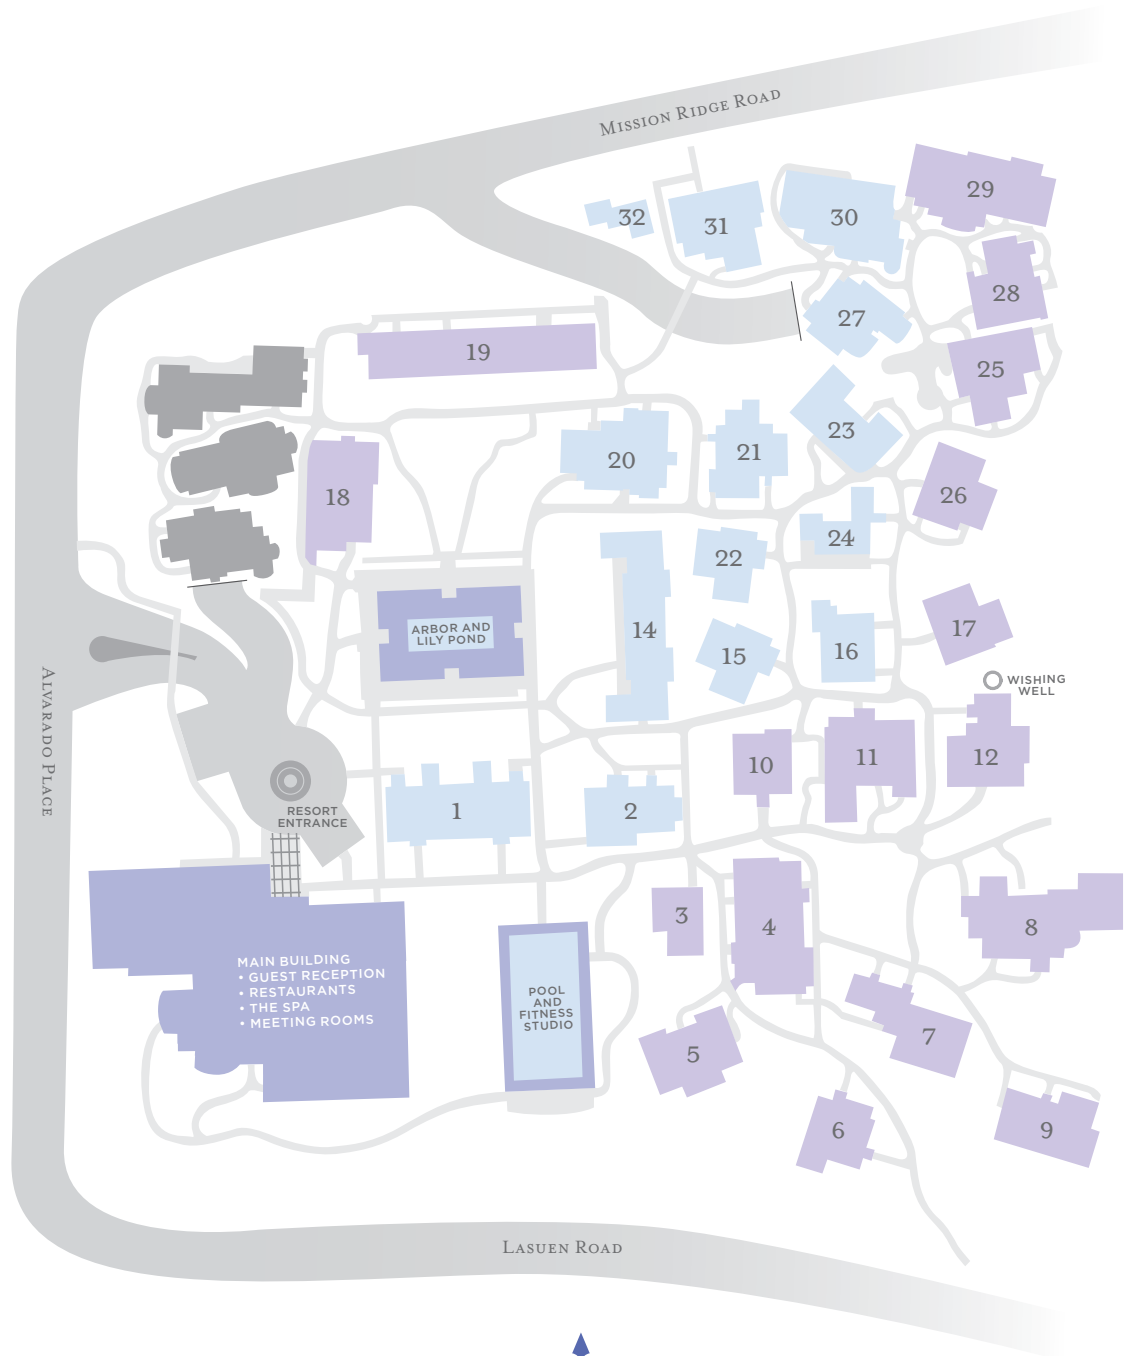 MISSION RIDGE ROAD
29
32
31
30
28
27
19
25
23
21
20
26
18
24
22
ARBOR AND
LILY POND
14
17
15
16
WISHING
WELL
ALVARADO PLACE
10
11
12
RESORT
ENTRANCE
1
2
3
4
8
MAIN BUILDING
• GUEST RECEPTION
• RESTAURANTS
• THE SPA
• MEETING ROOMS
POOL
AND
FITNESS
STUDIO
5
7
6
9
LASUEN ROAD